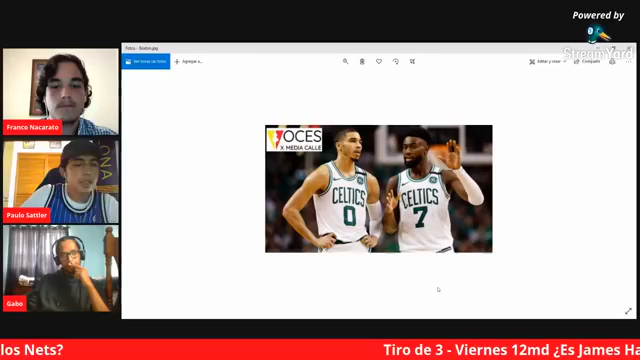 Powered by
StreamYard
Fotos - Boston.jpg
Ver todas las fotos
Agregar a...
Editar y crear
Compartir
VOCES
X MEDIA CALLE
CELTICS
0
CELTICS
7
Franco Nacarato
Paulo Sattler
Gabo
los Nets?
Tiro de 3 - Viernes 12md ¿Es James Ha